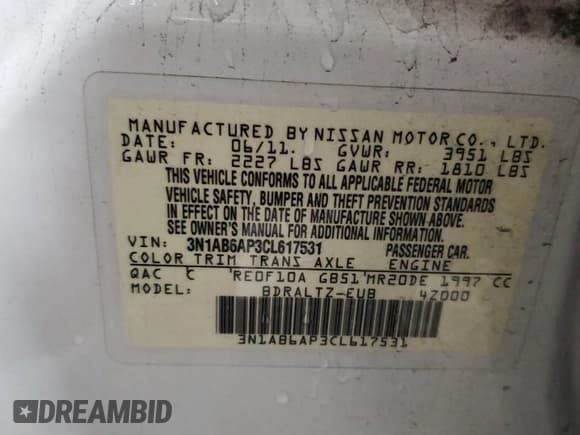 MANUFACTURED BY NISSAN MOTOR CO., LTD.
DATE: 06/11. GVWR: 3951 LBS
GAWR FR: 2227 LBS GAWR RR: 1810 LBS
THIS VEHICLE CONFORMS TO ALL APPLICABLE FEDERAL MOTOR
VEHICLE SAFETY, BUMPER AND THEFT PREVENTION STANDARDS
IN EFFECT ON THE DATE OF MANUFACTURE SHOWN ABOVE.
SEE OWNER'S MANUAL FOR ADDITIONAL INFORMATION.
VIN: 3N1AB6AP3CL617531 PASSENGER CAR.
COLOR TRIM TRANS AXLE ENGINE
QAC C RE0F10A GB51 MR20DE 1997 CC
BDRALTZ-EUB 4Z000
3N1AB6AP3CL617531
DREAMBID